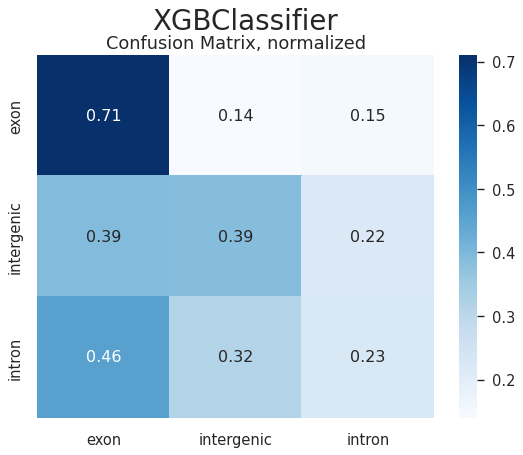 XGBClassifier
Confusion Matrix, normalized
exon
0.71 0.14 0.15
intergenic
0.39 0.39 0.22
intron
0.46 0.32 0.23
exon intergenic intron
0.7
0.6
0.5
0.4
0.3
0.2